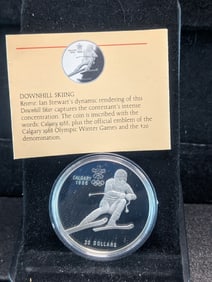 DOWNHILL SKIING
Reverse: Ian Stewart's dynamic rendering of this
Downhill Skier captures the contestant's intense
concentration. The coin is inscribed with the
words: Calgary 1988, plus the official emblem of the
Calgary 1988 Olympic Winter Games and the $20
denomination.
CALGARY
1988
20 DOLLARS